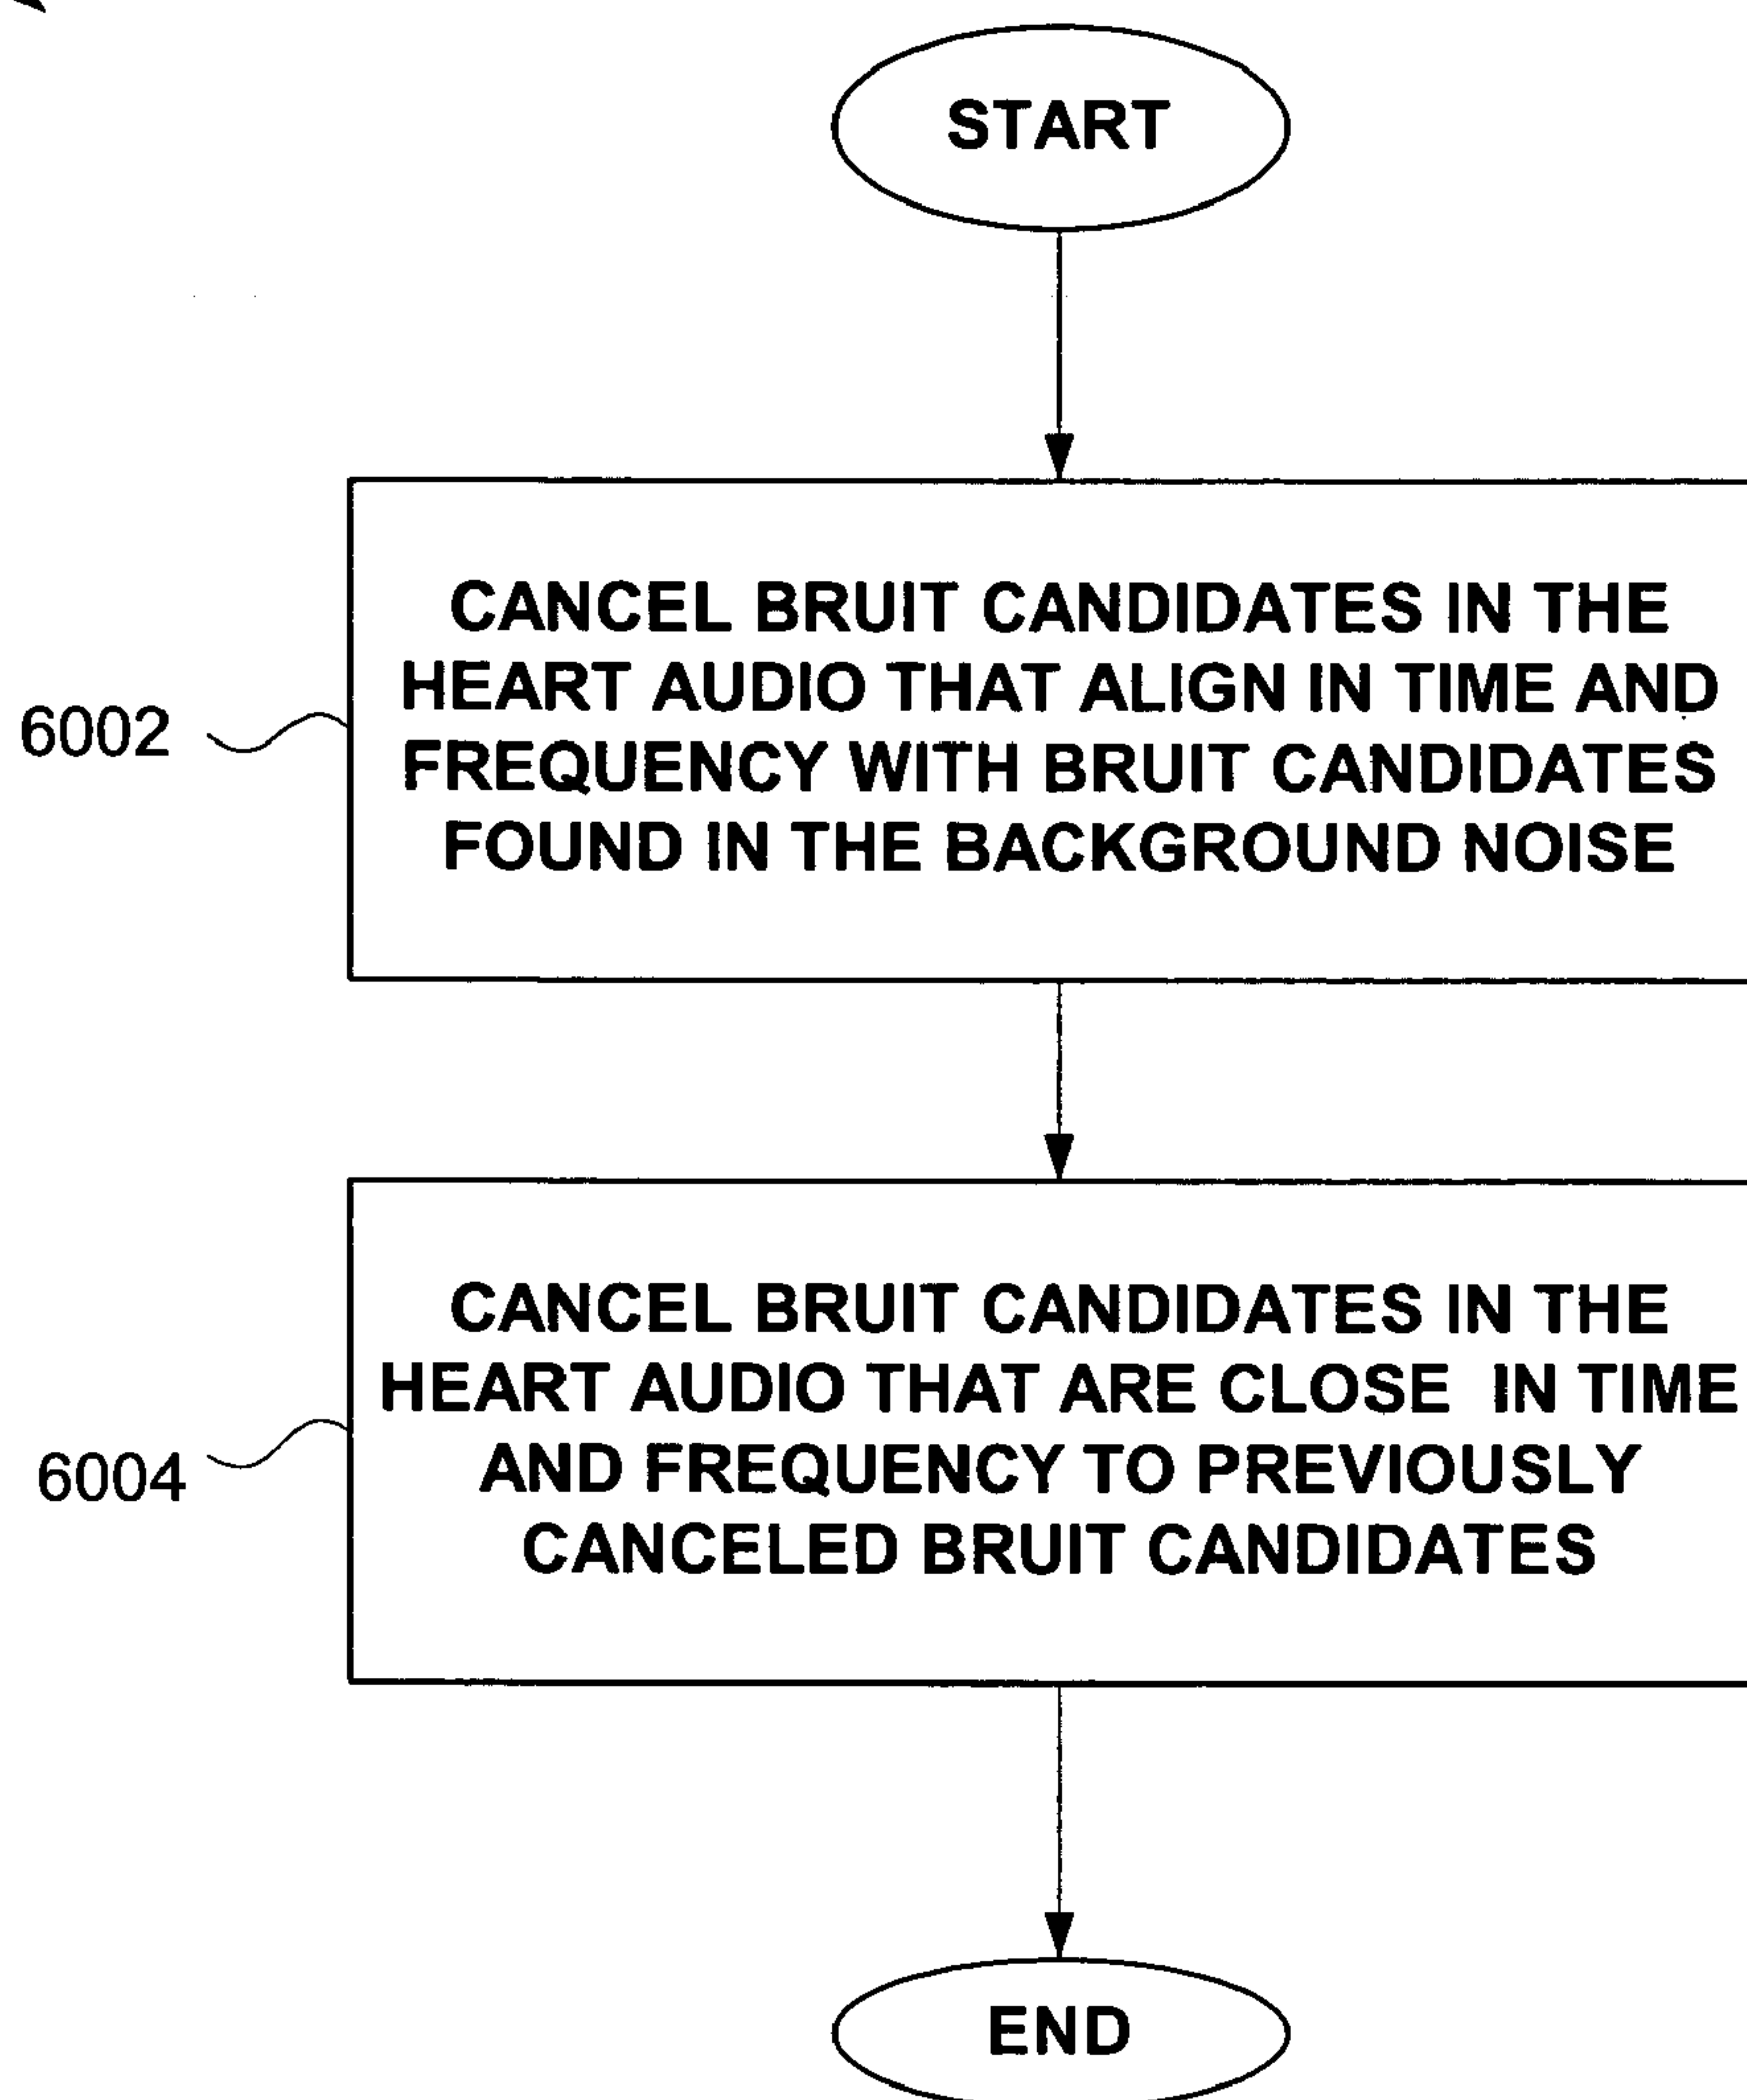 START
CANCEL BRUIT CANDIDATES IN THE
HEART AUDIO THAT ALIGN IN TIME AND
FREQUENCY WITH BRUIT CANDIDATES
FOUND IN THE BACKGROUND NOISE
6002
CANCEL BRUIT CANDIDATES IN THE
HEART AUDIO THAT ARE CLOSE IN TIME
AND FREQUENCY TO PREVIOUSLY
CANCELED BRUIT CANDIDATES
6004
END